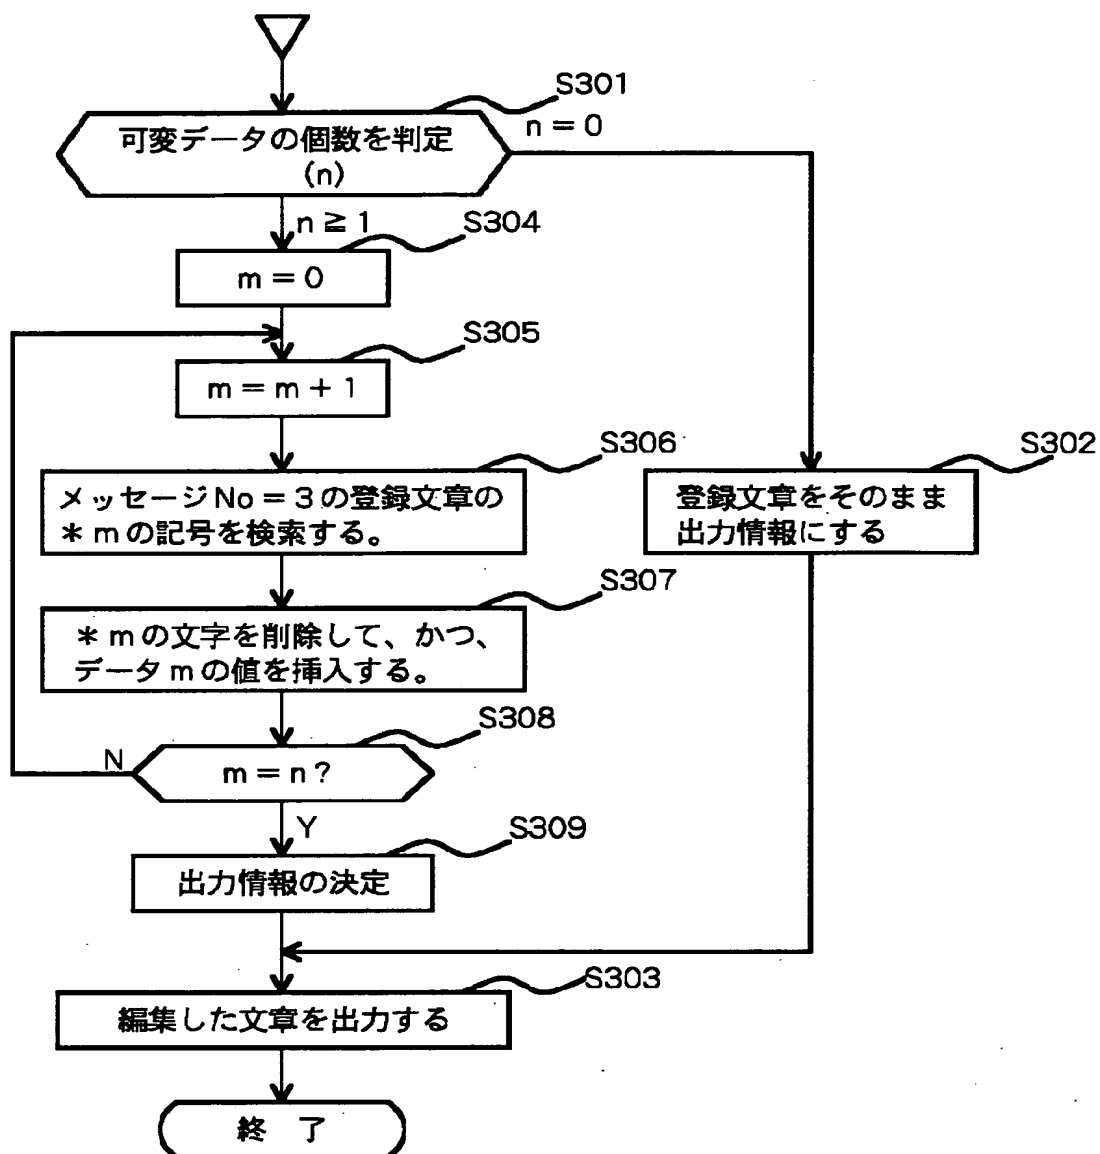 S301
n=0
可変データの個数を判定
(n)
n≧1
S304
m=0
S305
m=m+1
S306
S302
メッセージNo=3の登録文章の
*mの記号を検索する。
登録文章をそのまま
出力情報にする
S307
*mの文字を削除して、かつ、
データmの値を挿入する。
S308
N
m=n?
Y
S309
出力情報の決定
S303
編集した文章を出力する
終 了